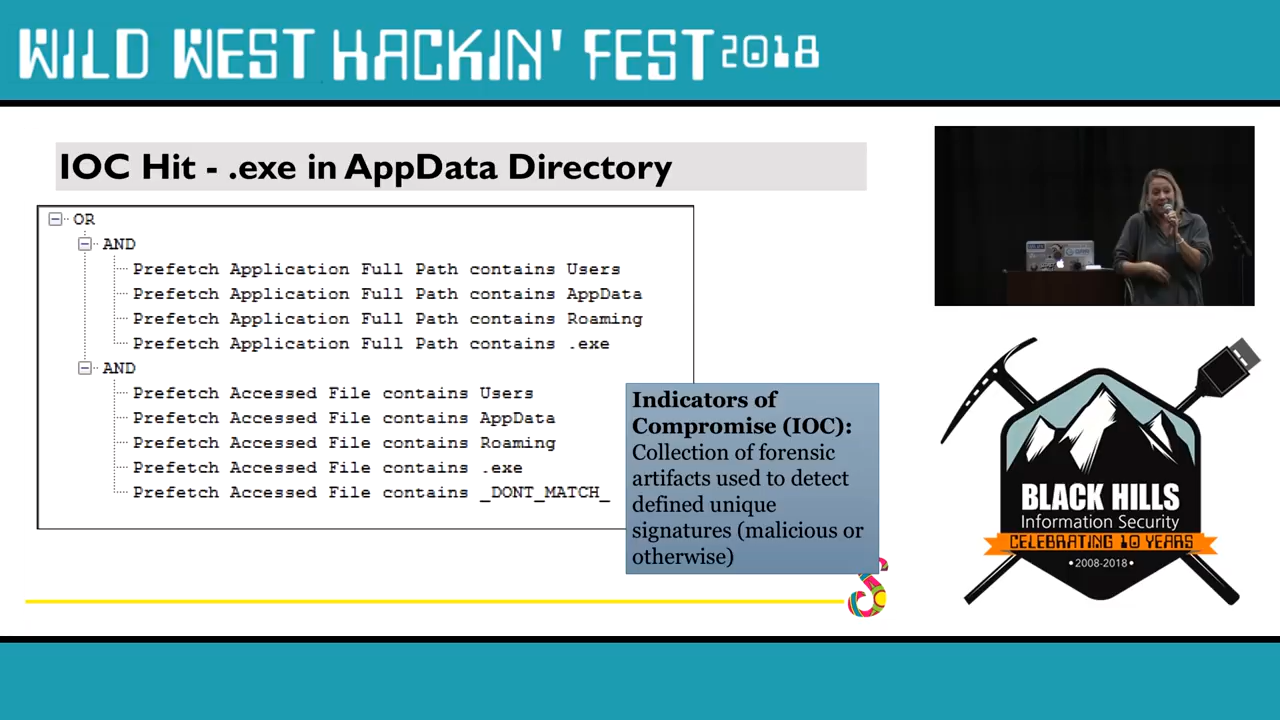 WILD WEST HACKIN' FEST 2018
IOC Hit - .exe in AppData Directory
OR
AND
Prefetch Application Full Path contains Users
Prefetch Application Full Path contains AppData
Prefetch Application Full Path contains Roaming
Prefetch Application Full Path contains .exe
AND
Prefetch Accessed File contains Users
Prefetch Accessed File contains AppData
Prefetch Accessed File contains Roaming
Prefetch Accessed File contains .exe
Prefetch Accessed File contains _DONT_MATCH_
Indicators of
Compromise (IOC):
Collection of forensic
artifacts used to detect
defined unique
signatures (malicious or
otherwise)
BLACK HILLS
Information Security
CELEBRATING 10 YEARS
•2008-2018•